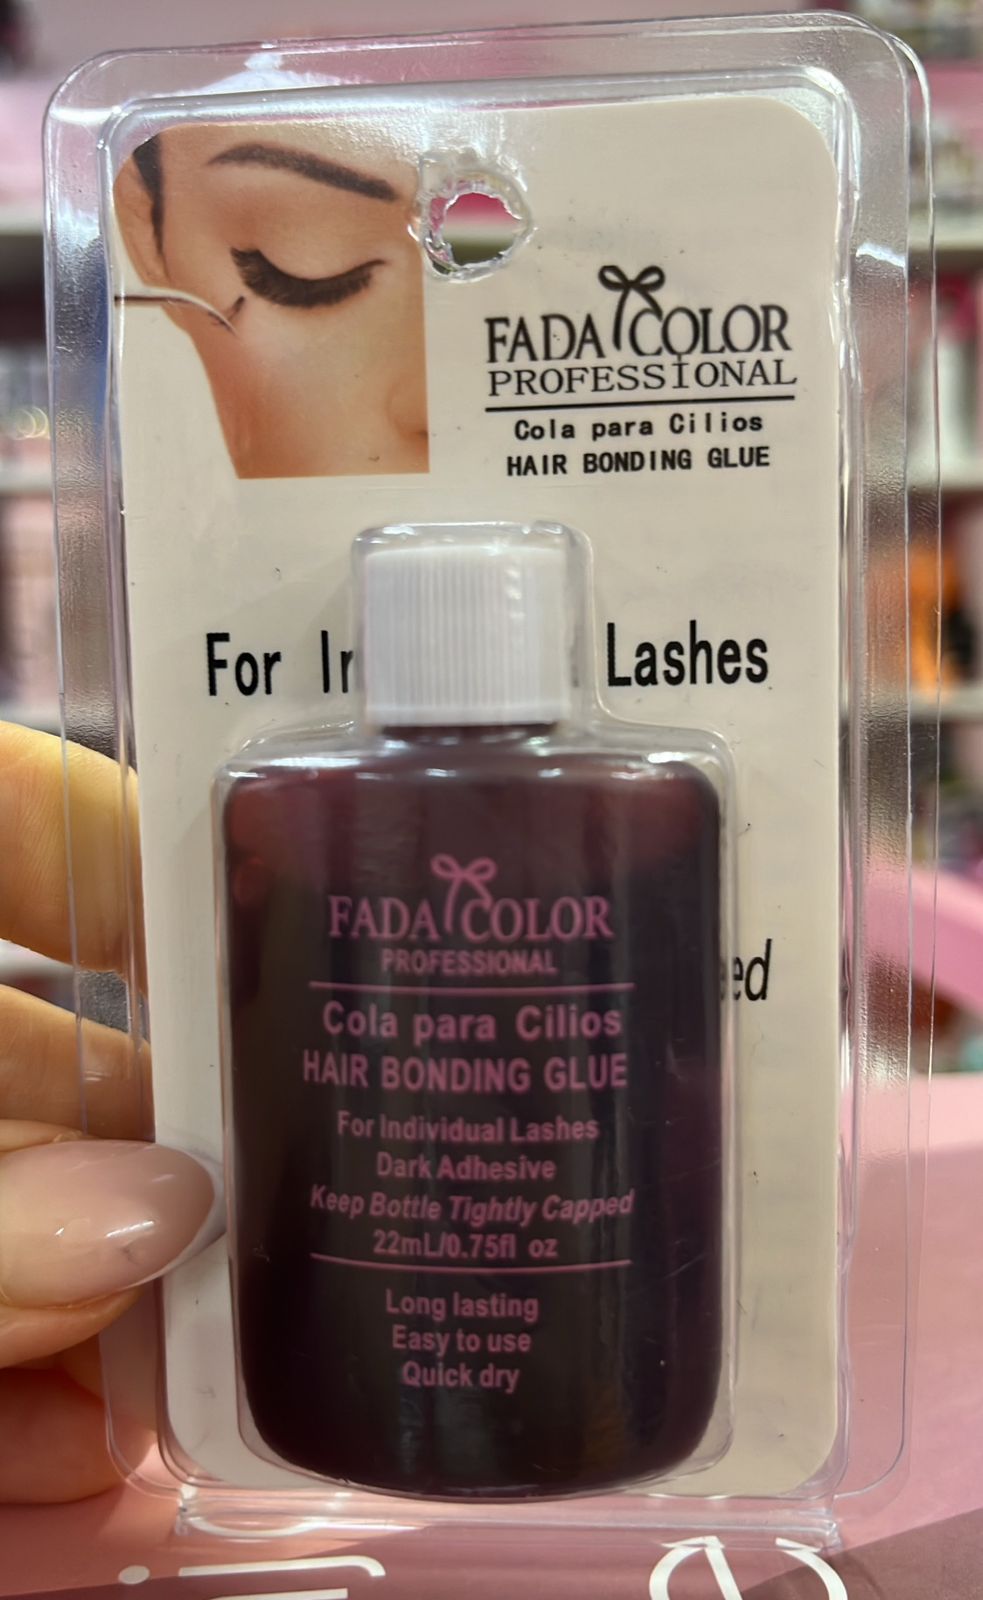 FADA COLOR
PROFESSIONAL
Cola para Cilios
HAIR BONDING GLUE
For Lashes
FADA COLOR
PROFESSIONAL
Cola para Cilios
HAIR BONDING GLUE
For Individual Lashes
Dark Adhesive
Keep Bottle Tightly Capped
22mL/0.75fl oz
Long lasting
Easy to use
Quick dry